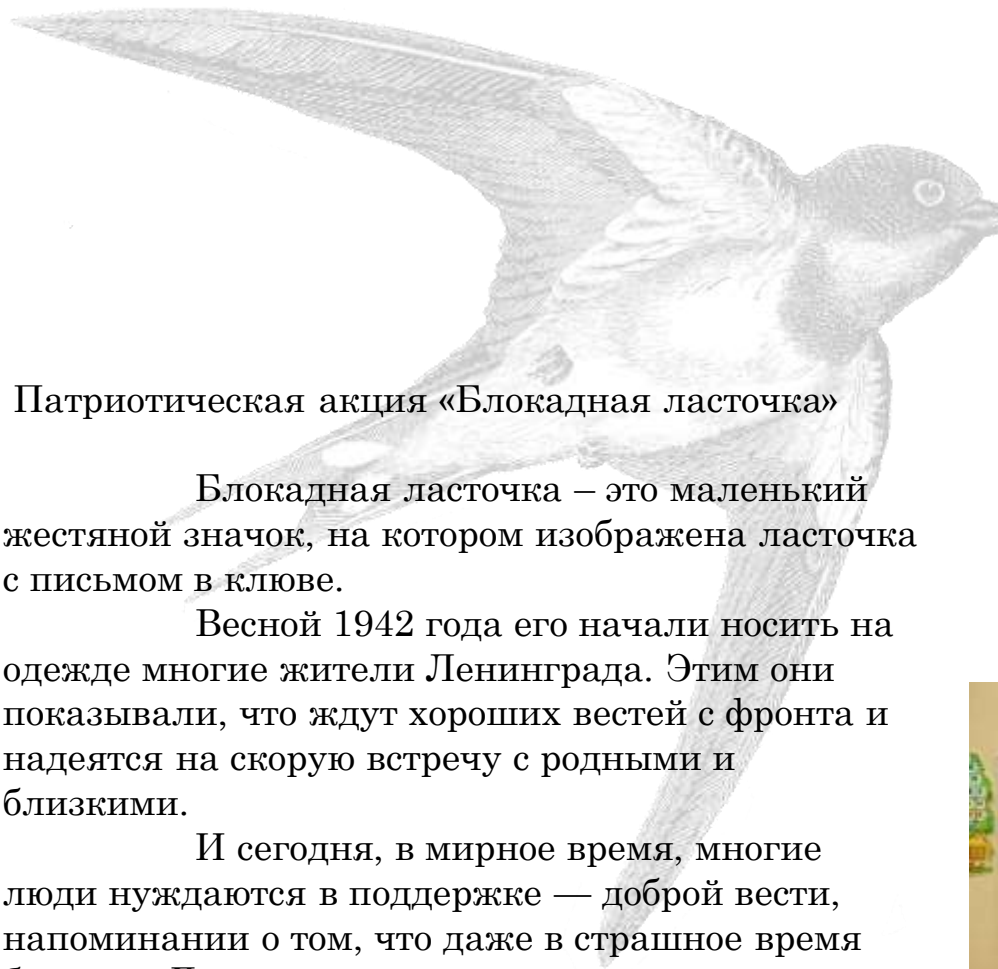 Патриотическая акция «Блокадная ласточка»
Блокадная ласточка – это маленький
жестяной значок, на котором изображена ласточка
с письмом в клюве.
Весной 1942 года его начали носить на
одежде многие жители Ленинграда. Этим они
показывали, что ждут хороших вестей с фронта и
надеятся на скорую встречу с родными и
близкими.
И сегодня, в мирное время, многие
люди нуждаются в поддержке — доброй вести,
напоминании о том, что даже в страшное время